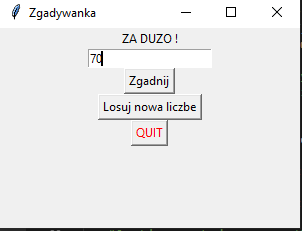 Zgadywanka
ZA DUZO !
70
Zgadnij
Losuj nowa liczbe
QUIT